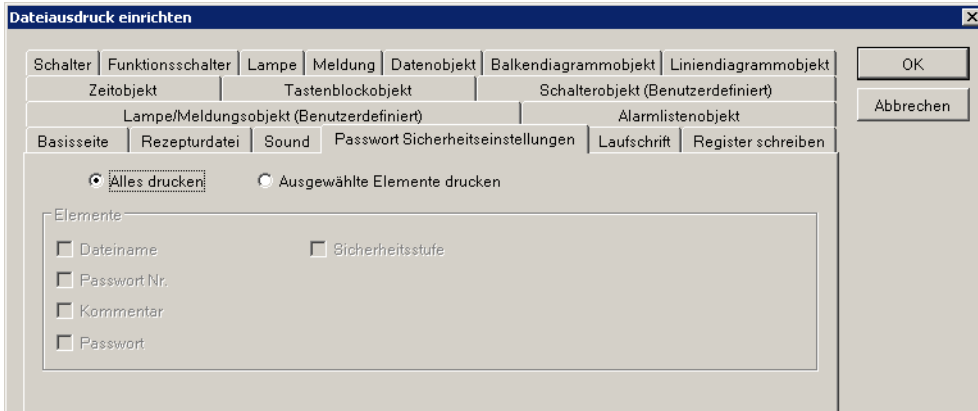 Dateiausdruck einrichten
Schalter Funktionsschalter Lampe Meldung Datenobjekt Balkendiagrammobjekt Liniendiagrammobjekt OK
Zeitobjekt Tastenblockobjekt Schalterobjekt (Benutzerdefiniert)
Abbrechen
Lampe/Meldungsobjekt (Benutzerdefiniert) Alarmlistenobjekt
Basisseite Rezepturdatei Sound Passwort Sicherheitseinstellungen Laufschrift Register schreiben
Alles drucken Ausgewählte Elemente drucken
Elemente
Dateiname Sicherheitsstufe
Passwort Nr.
Kommentar
Passwort